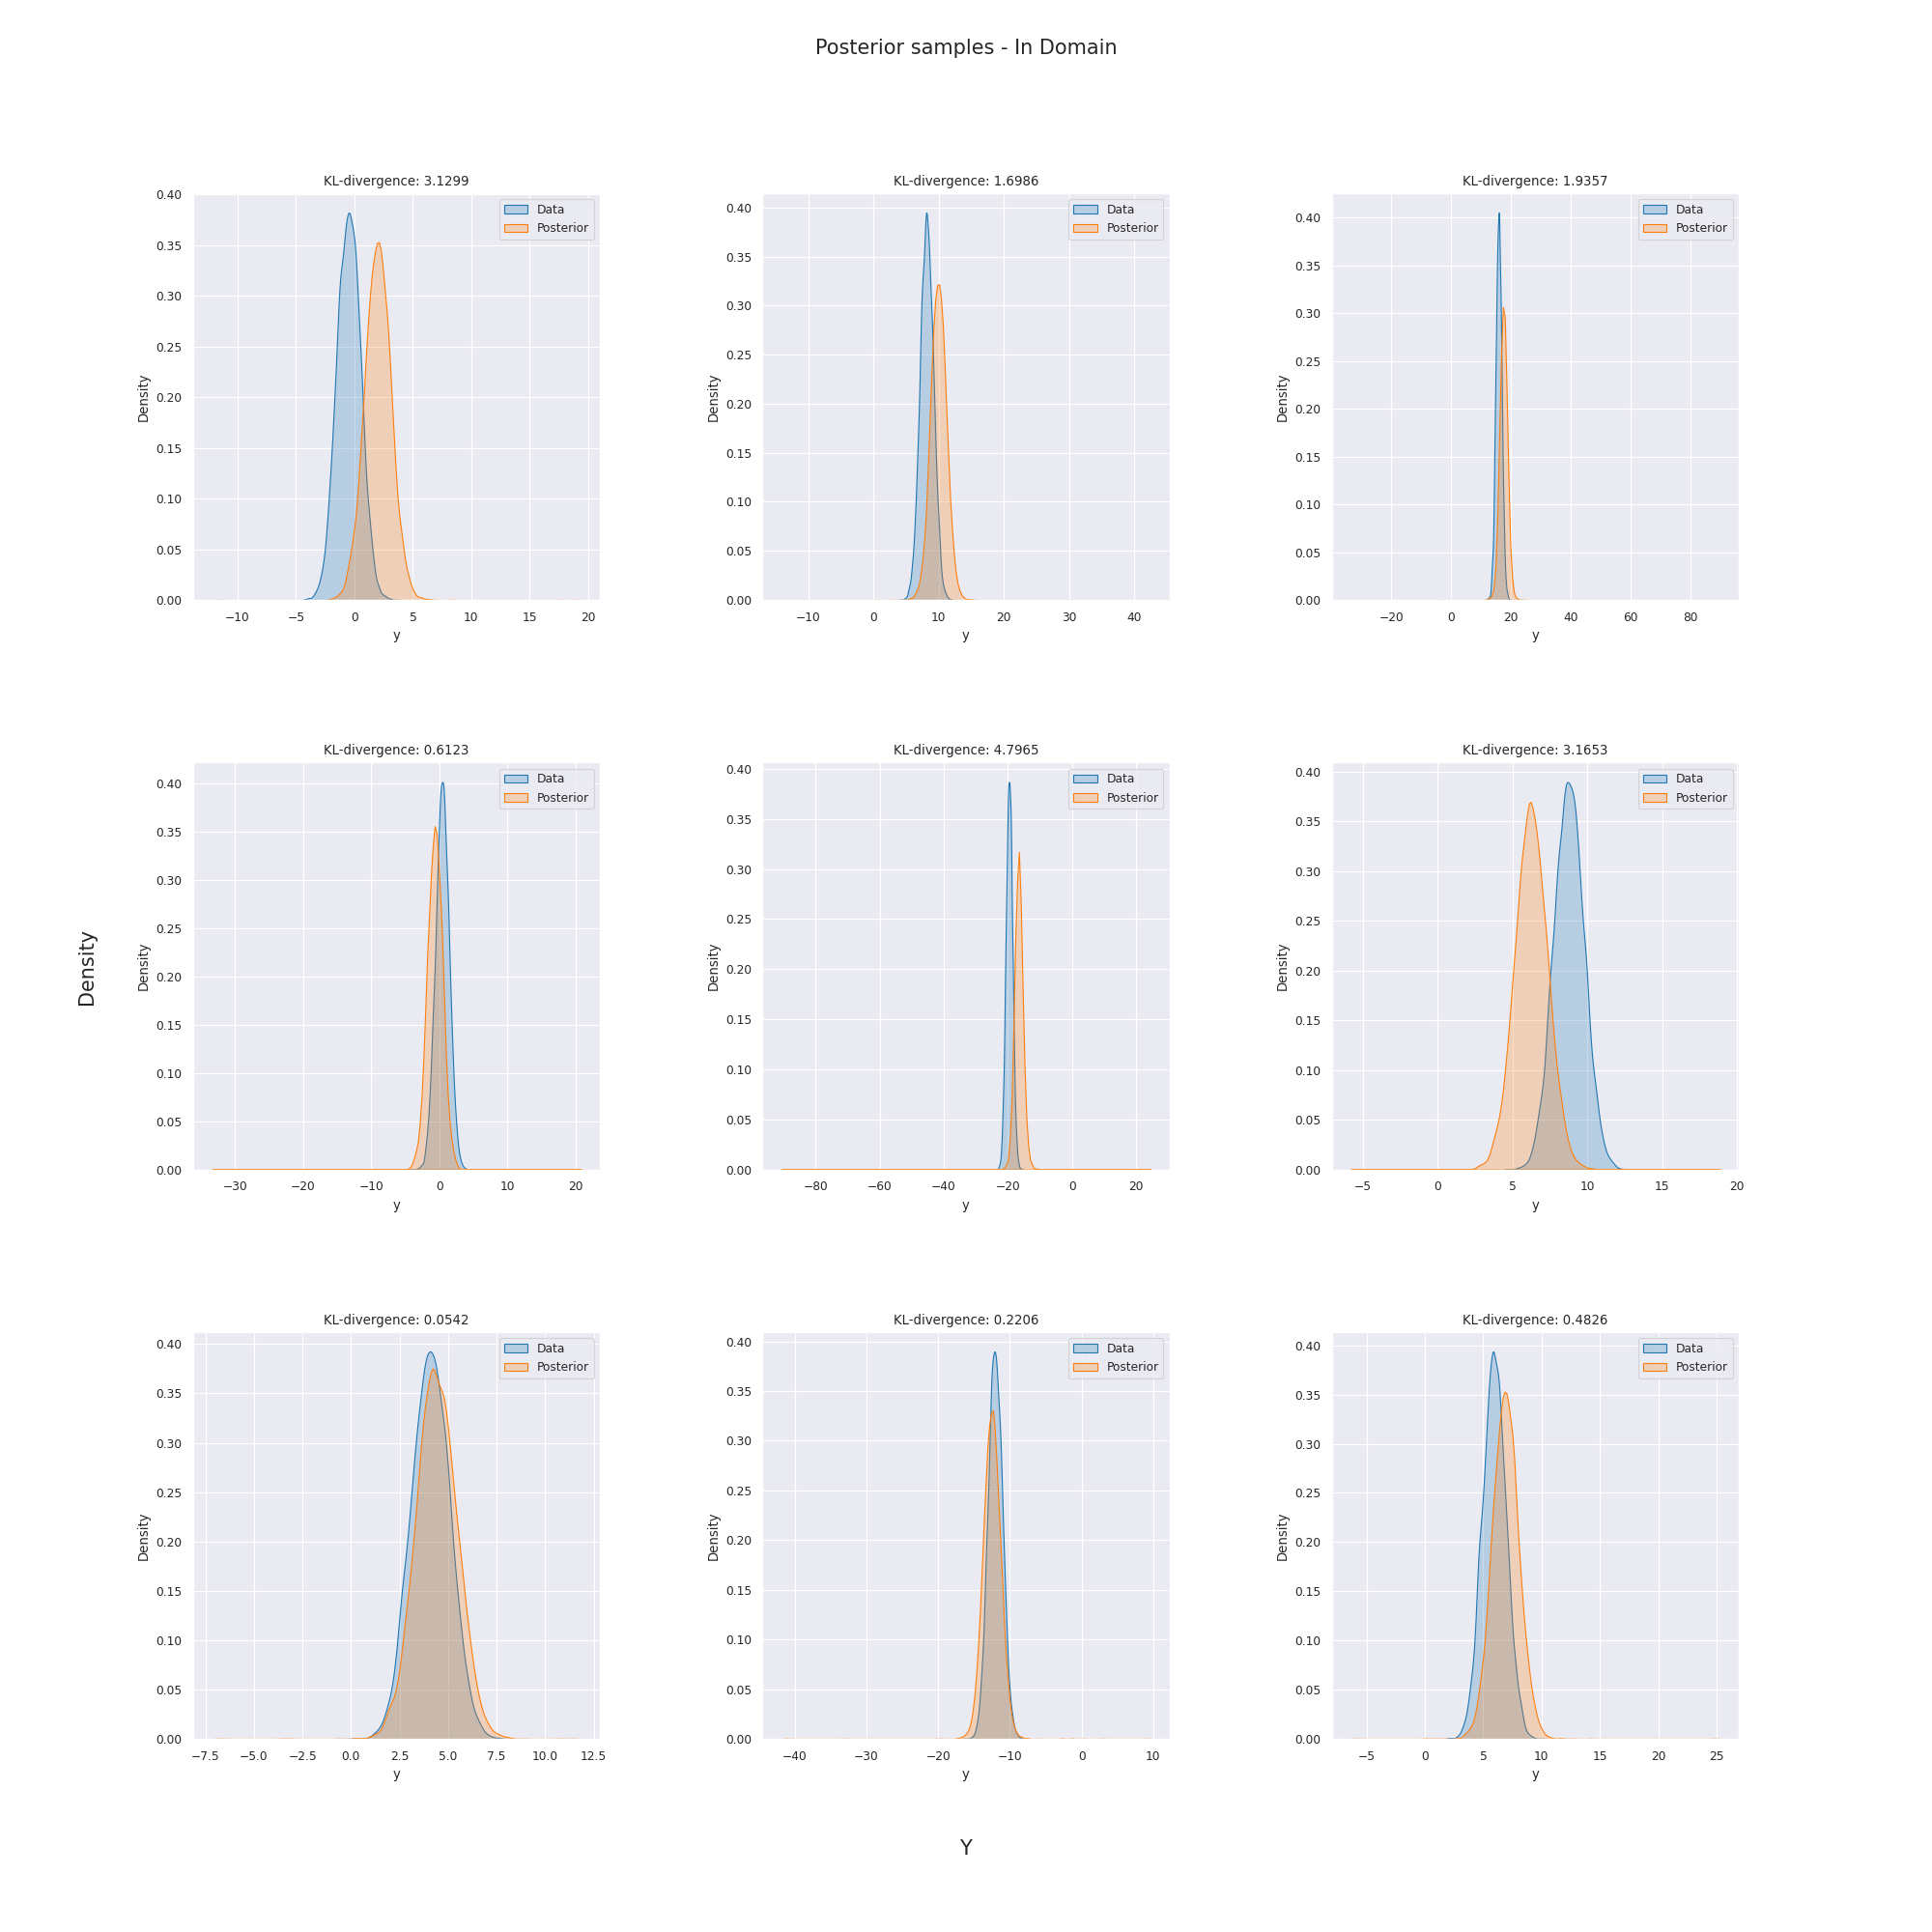 Posterior samples - In Domain
KL-divergence: 3.1299
Data
Posterior
0.40
0.35
0.30
0.25
0.20
0.15
0.10
0.05
0.00
Density
−10 −5 0 5 10 15 20
y
KL-divergence: 1.6986
Data
Posterior
0.40
0.35
0.30
0.25
0.20
0.15
0.10
0.05
0.00
Density
−10 0 10 20 30 40
y
KL-divergence: 1.9357
Data
Posterior
0.40
0.35
0.30
0.25
0.20
0.15
0.10
0.05
0.00
Density
−20 0 20 40 60 80
y
Density
KL-divergence: 0.6123
Data
Posterior
0.40
0.35
0.30
0.25
0.20
0.15
0.10
0.05
0.00
Density
−30 −20 −10 0 10 20
y
KL-divergence: 4.7965
Data
Posterior
0.40
0.35
0.30
0.25
0.20
0.15
0.10
0.05
0.00
Density
−80 −60 −40 −20 0 20
y
KL-divergence: 3.1653
Data
Posterior
0.40
0.35
0.30
0.25
0.20
0.15
0.10
0.05
0.00
Density
−5 0 5 10 15 20
y
KL-divergence: 0.0542
Data
Posterior
0.40
0.35
0.30
0.25
0.20
0.15
0.10
0.05
0.00
Density
−7.5 −5.0 −2.5 0.0 2.5 5.0 7.5 10.0 12.5
y
KL-divergence: 0.2206
Data
Posterior
0.40
0.35
0.30
0.25
0.20
0.15
0.10
0.05
0.00
Density
−40 −30 −20 −10 0 10
y
KL-divergence: 0.4826
Data
Posterior
0.40
0.35
0.30
0.25
0.20
0.15
0.10
0.05
0.00
Density
−5 0 5 10 15 20 25
y
Y